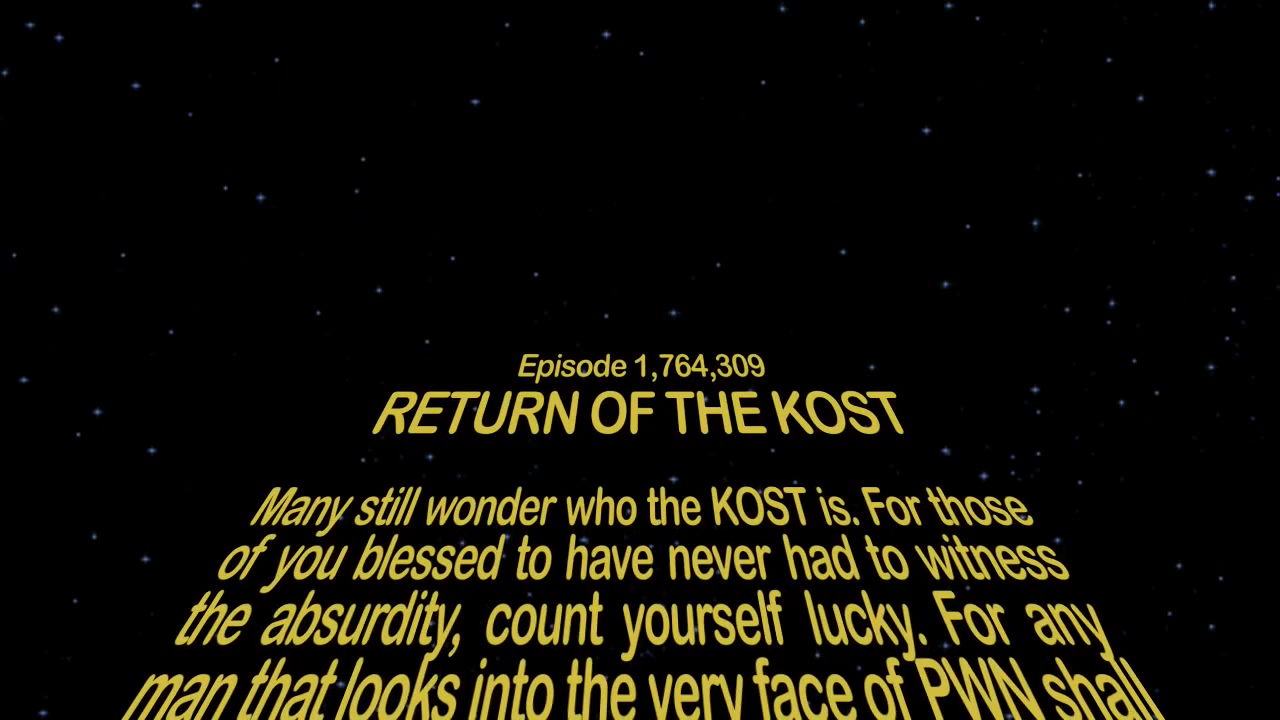 Episode 1,764,309
RETURN OF THE KOST
Many still wonder who the KOST is. For those
of you blessed to have never had to witness
the absurdity, count yourself lucky. For any
man that looks into the very face of PWN shall